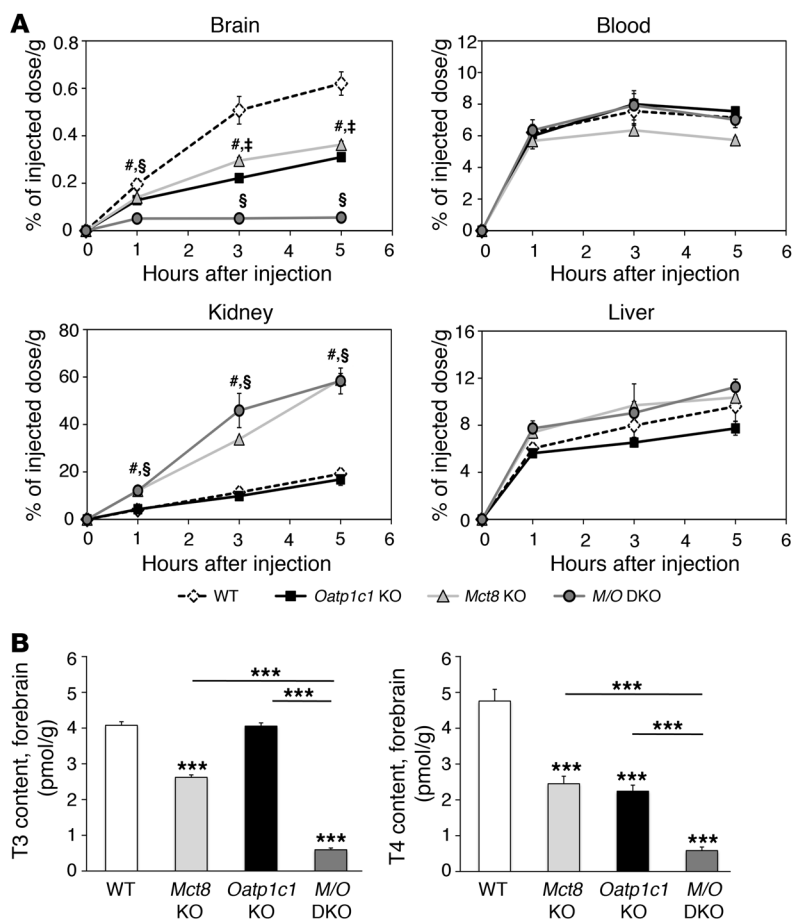 A
Brain
% of injected dose/g
0.8
0.6
0.4
0.2
0
#,§
#,‡
#,‡
§
§
0 1 2 3 4 5 6
Hours after injection
Blood
% of injected dose/g
12
10
8
6
4
2
0
0 1 2 3 4 5 6
Hours after injection
Kidney
% of injected dose/g
80
60
40
20
0
#,§
#,§
#,§
0 1 2 3 4 5 6
Hours after injection
Liver
% of injected dose/g
16
12
8
4
0
0 1 2 3 4 5 6
Hours after injection
WT Oatp1c1 KO Mct8 KO M/O DKO
B
T3 content, forebrain
(pmol/g)
6
5
4
3
2
1
0
***
***
***
***
WT Mct8 Oatp1c1 M/O
KO KO DKO
T4 content, forebrain
(pmol/g)
6
5
4
3
2
1
0
***
***
*** ***
***
WT Mct8 Oatp1c1 M/O
KO KO DKO